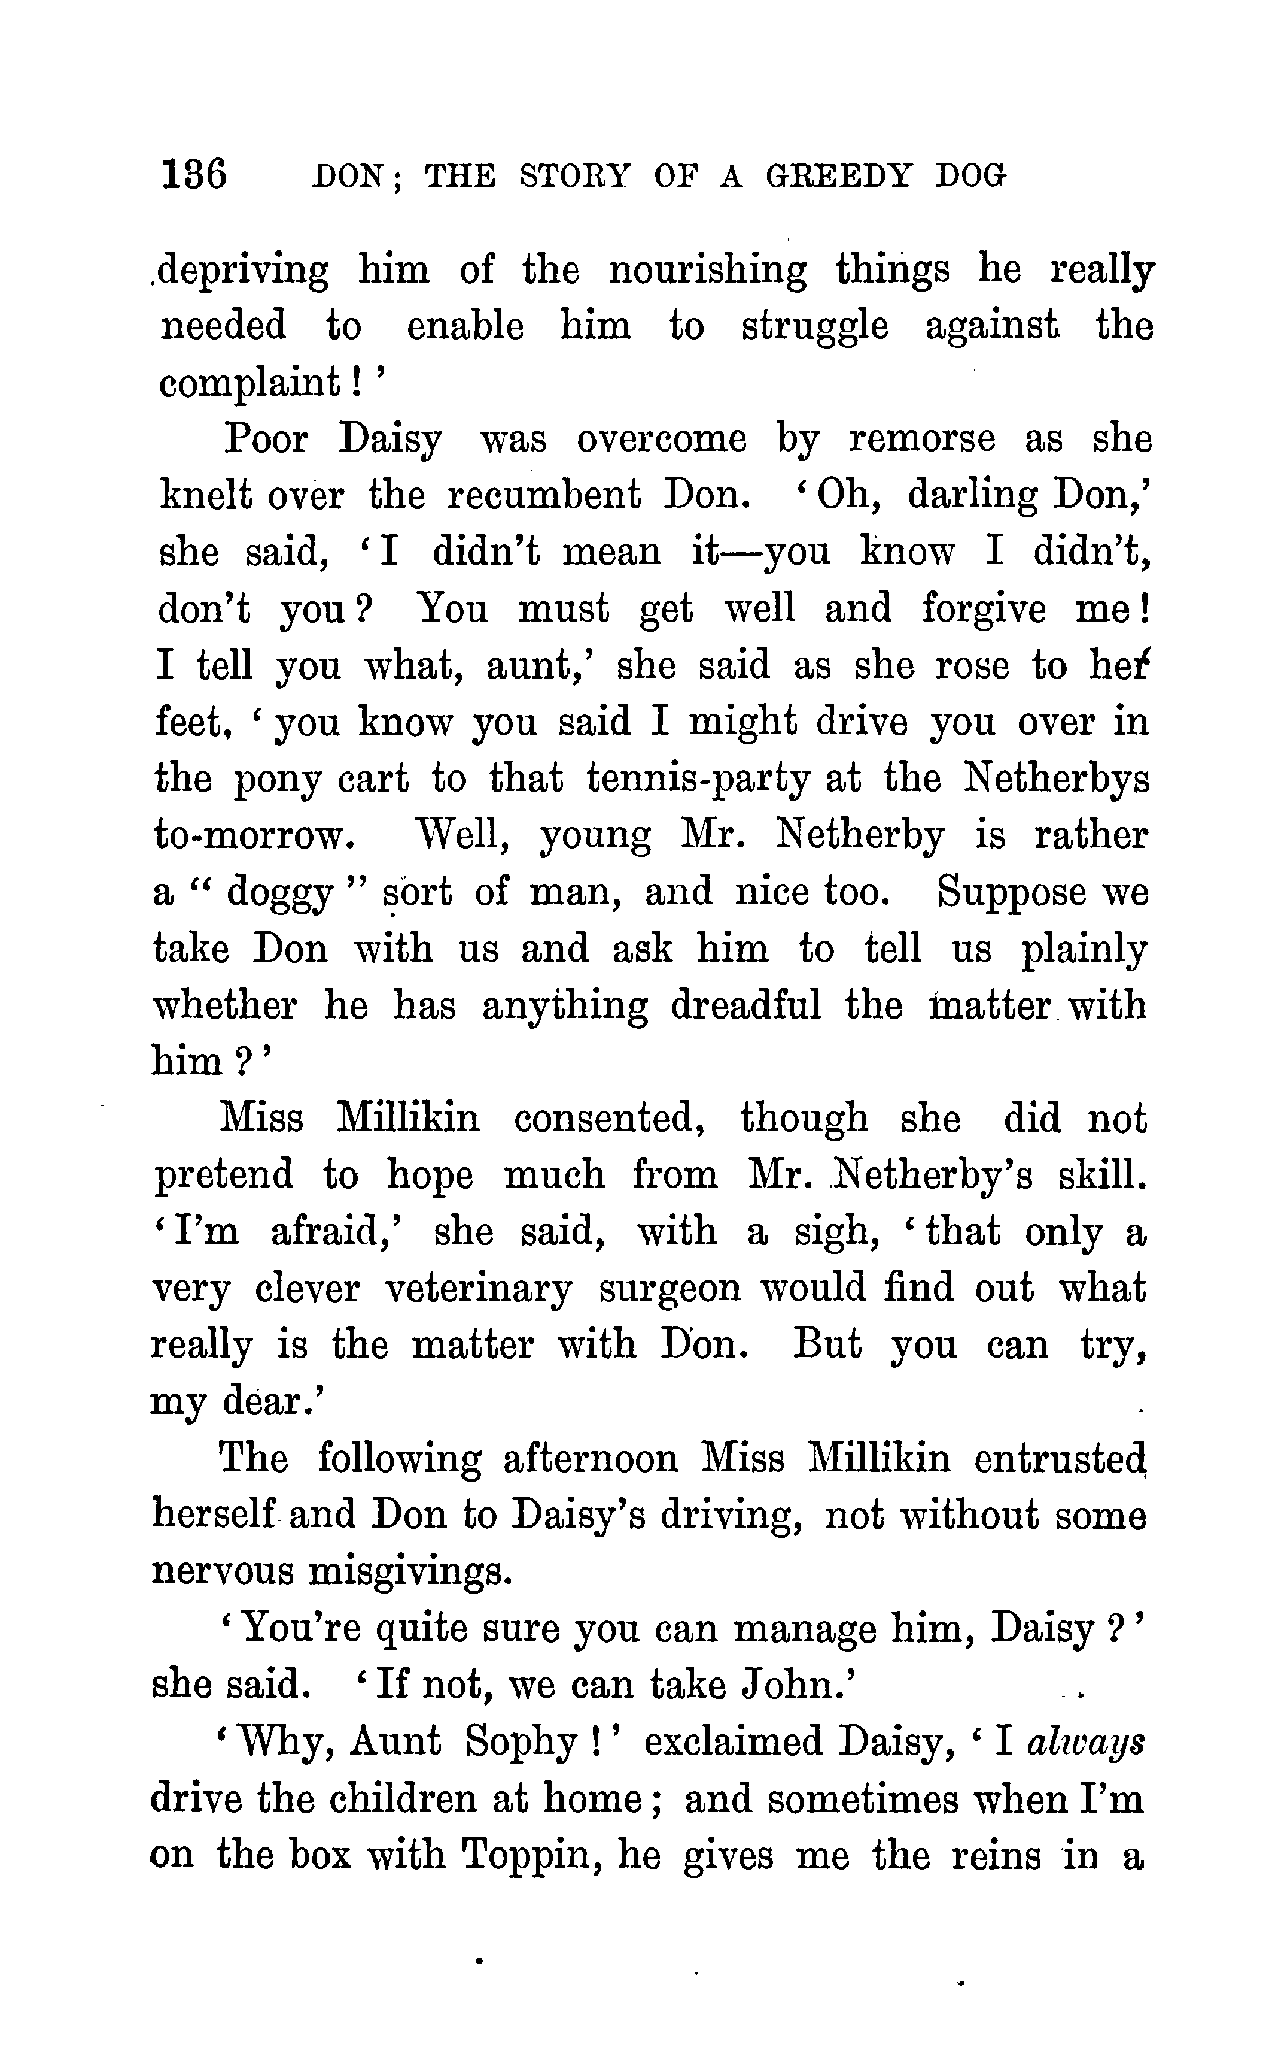 136 DON; THE STORY OF A GREEDY DOG
depriving him of the nourishing things he really
needed to enable him to struggle against the
complaint!'
Poor Daisy was overcome by remorse as she
knelt over the recumbent Don. 'Oh, darling Don,'
she said, 'I didn't mean it—you know I didn't,
don't you? You must get well and forgive me!
I tell you what, aunt,' she said as she rose to her
feet, 'you know you said I might drive you over in
the pony cart to that tennis-party at the Netherbys
to-morrow. Well, young Mr. Netherby is rather
a "doggy" sort of man, and nice too. Suppose we
take Don with us and ask him to tell us plainly
whether he has anything dreadful the matter with
him?'
Miss Millikin consented, though she did not
pretend to hope much from Mr. Netherby's skill.
'I'm afraid,' she said, with a sigh, 'that only a
very clever veterinary surgeon would find out what
really is the matter with Don. But you can try,
my dear.'
The following afternoon Miss Millikin entrusted
herself and Don to Daisy's driving, not without some
nervous misgivings.
'You're quite sure you can manage him, Daisy?'
she said. 'If not, we can take John.'
'Why, Aunt Sophy!' exclaimed Daisy, 'I always
drive the children at home; and sometimes when I'm
on the box with Toppin, he gives me the reins in a